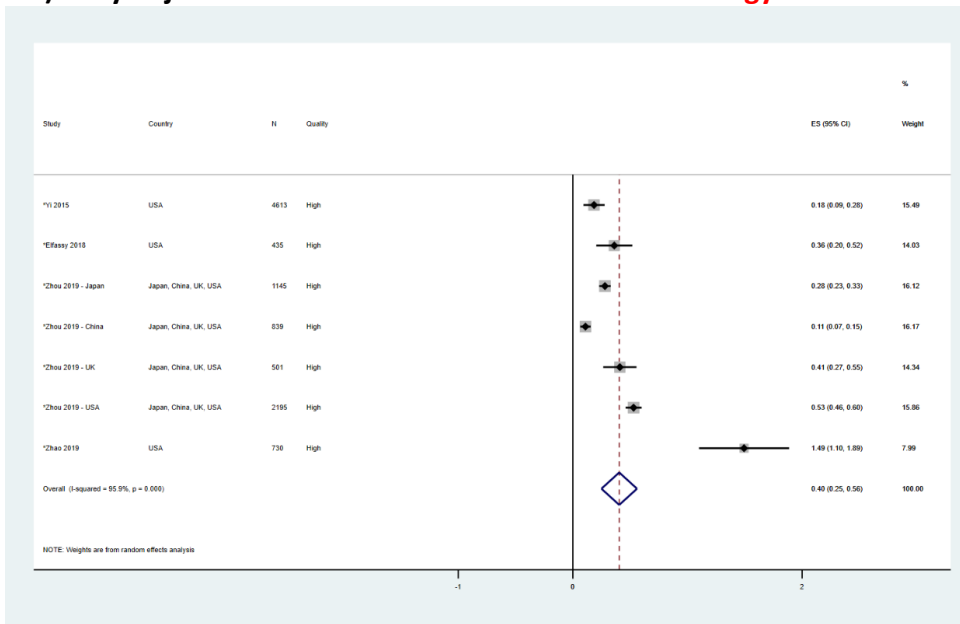 %
Study Country N Quality ES (95% CI) Weight
*Yi 2015 USA 4613 High 0.18 (0.09, 0.28) 15.49
*Elfassy 2018 USA 435 High 0.36 (0.20, 0.52) 14.03
*Zhou 2019 - Japan Japan, China, UK, USA 1145 High 0.28 (0.23, 0.33) 16.12
*Zhou 2019 - China Japan, China, UK, USA 839 High 0.11 (0.07, 0.15) 16.17
*Zhou 2019 - UK Japan, China, UK, USA 501 High 0.41 (0.27, 0.55) 14.34
*Zhou 2019 - USA Japan, China, UK, USA 2195 High 0.53 (0.46, 0.60) 15.86
*Zhao 2019 USA 730 High 1.49 (1.10, 1.89) 7.99
Overall (I-squared = 95.9%, p = 0.000) 0.40 (0.25, 0.56) 100.00
NOTE: Weights are from random effects analysis
-1 0 2